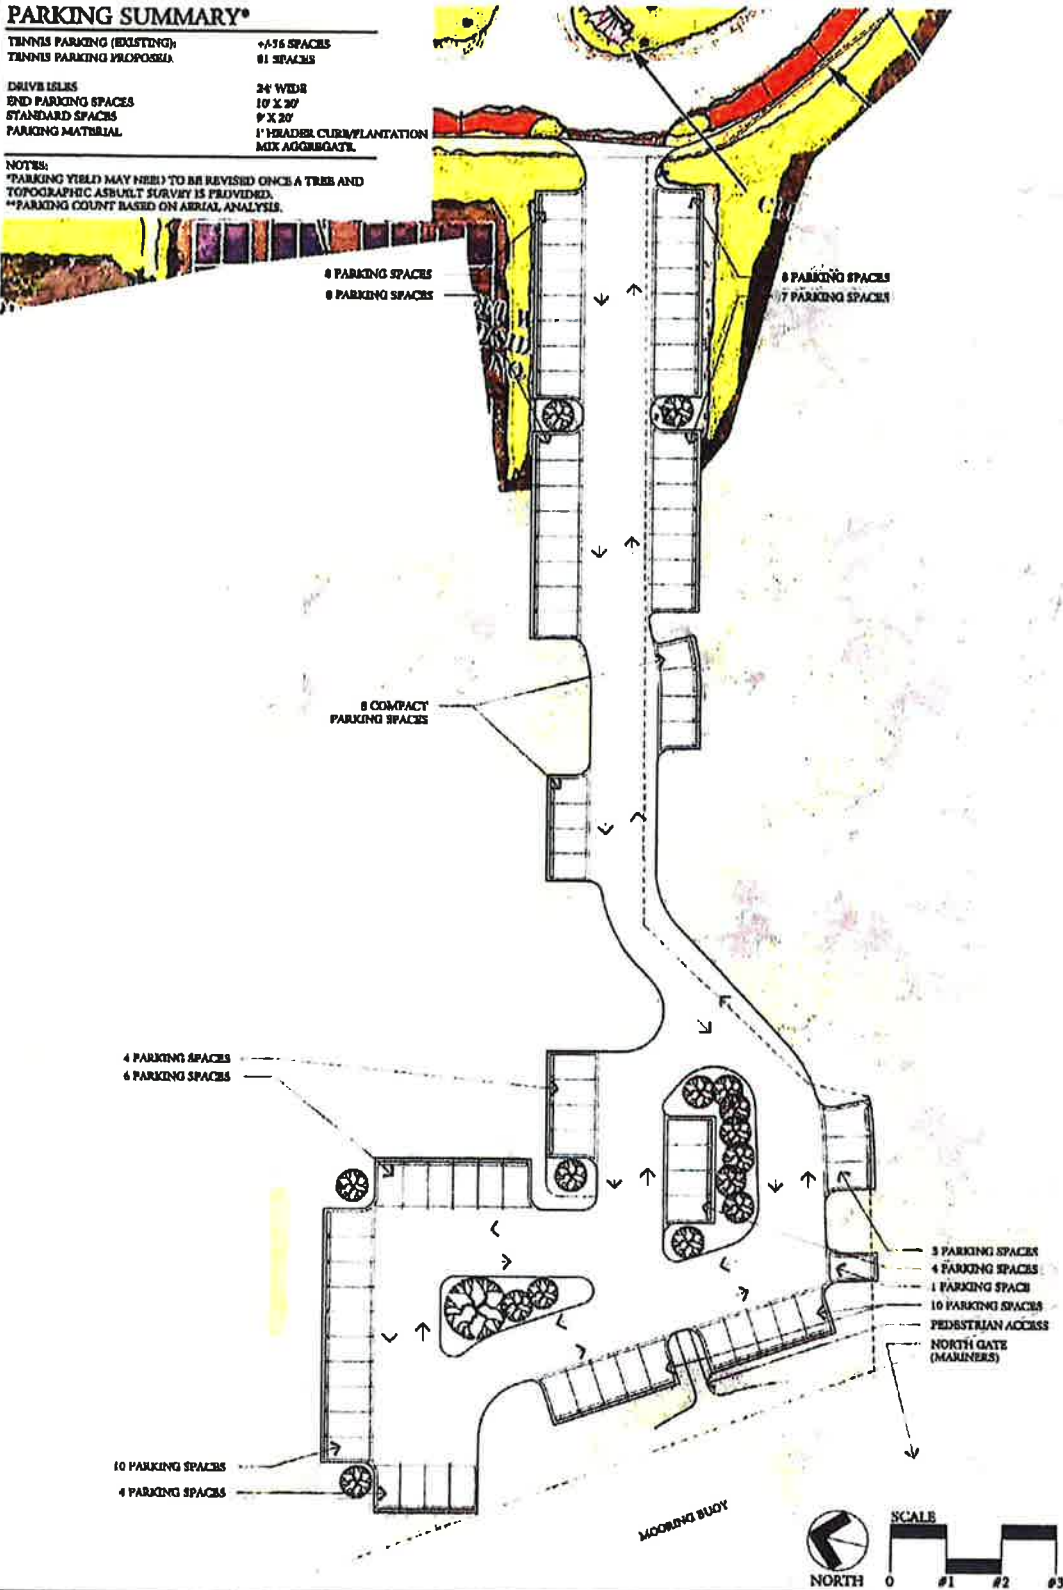 PARKING SUMMARY*
TENNIS PARKING (EXISTING): +/-56 SPACES
TENNIS PARKING PROPOSED: 81 SPACES
DRIVE ISLES 24' WIDE
END PARKING SPACES 10' X 20'
STANDARD SPACES 9' X 20'
PARKING MATERIAL 1' HEADER CURB/PLANTATION
MIX AGGREGATE
NOTES:
*PARKING YIELD MAY NEED TO BE REVISED ONCE A TREE AND
TOPOGRAPHIC ASBUILT SURVEY IS PROVIDED.
**PARKING COUNT BASED ON AERIAL ANALYSIS.
8 PARKING SPACES
8 PARKING SPACES
8 PARKING SPACES
7 PARKING SPACES
8 COMPACT
PARKING SPACES
4 PARKING SPACES
6 PARKING SPACES
3 PARKING SPACES
4 PARKING SPACES
1 PARKING SPACE
10 PARKING SPACES
PEDESTRIAN ACCESS
NORTH GATE
(MARINERS)
10 PARKING SPACES
4 PARKING SPACES
MOORING BUOY
NORTH
SCALE
0